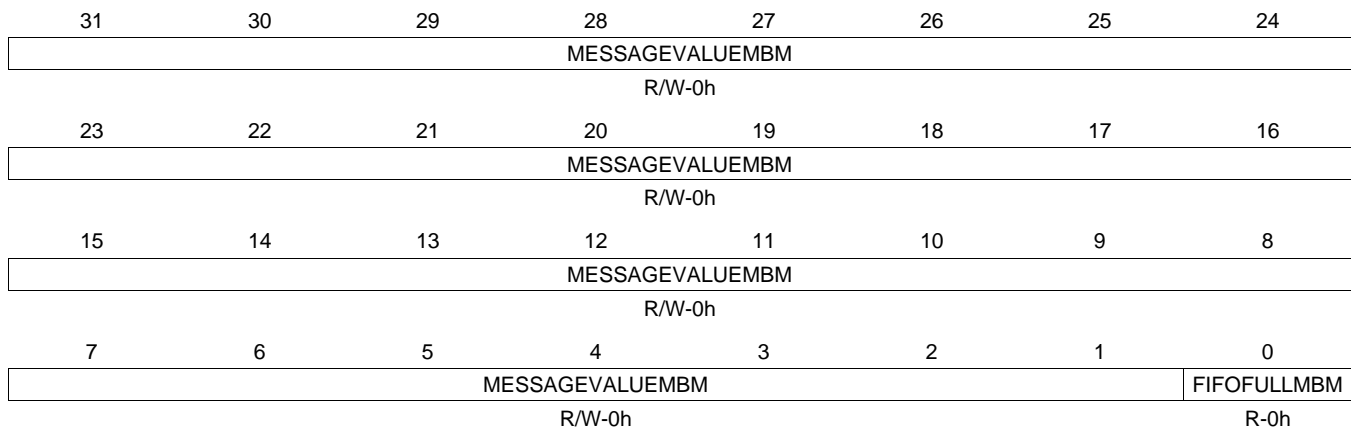 31 30 29 28 27 26 25 24
MESSAGEVALUEMBM
R/W-0h
23 22 21 20 19 18 17 16
MESSAGEVALUEMBM
R/W-0h
15 14 13 12 11 10 9 8
MESSAGEVALUEMBM
R/W-0h
7 6 5 4 3 2 1 0
MESSAGEVALUEMBM FIFOFULLMBM
R/W-0h R-0h